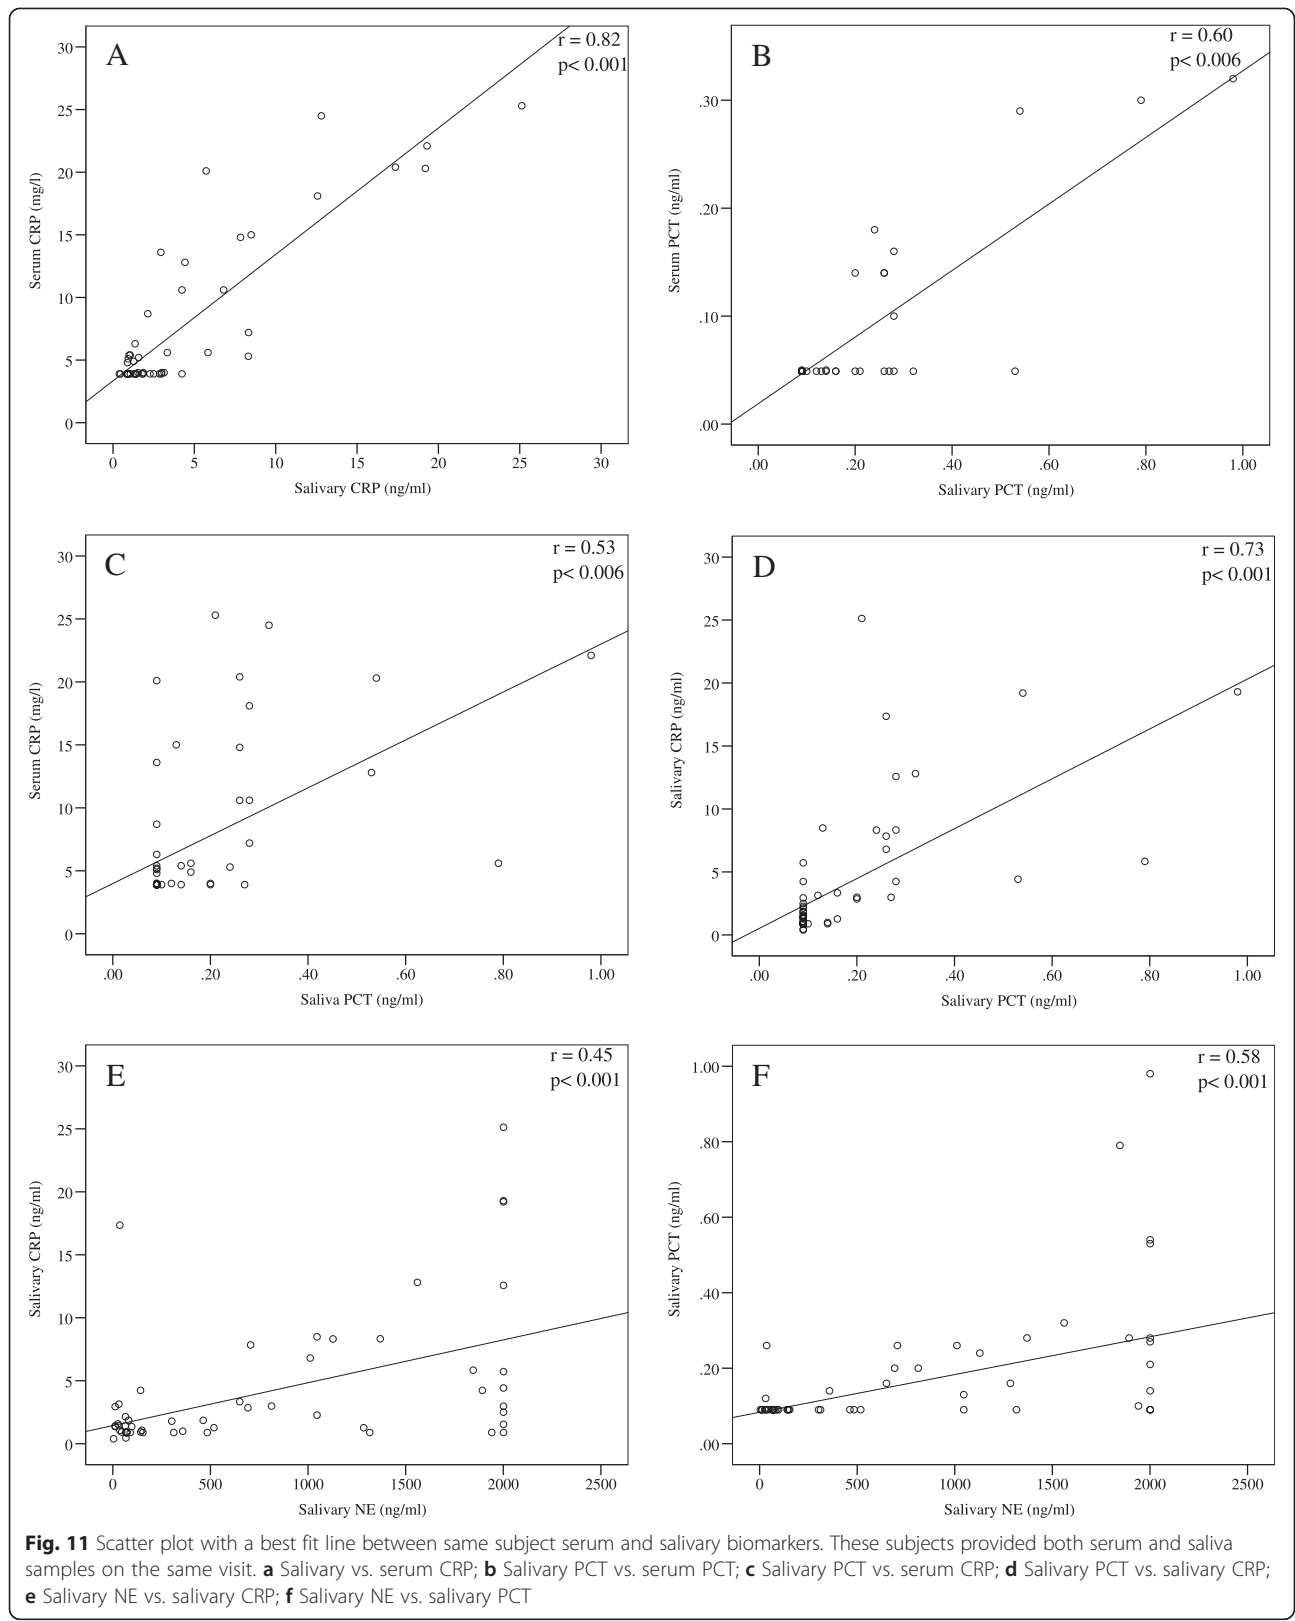 A
r = 0.82
p< 0.001
Serum CRP (mg/l)
30
25
20
15
10
5
0
0 5 10 15 20 25 30
Salivary CRP (ng/ml)
B
r = 0.60
p< 0.006
Serum PCT (ng/ml)
.30
.20
.10
.00
.00 .20 .40 .60 .80 1.00
Salivary PCT (ng/ml)
C
r = 0.53
p< 0.006
Serum CRP (mg/l)
30
25
20
15
10
5
0
.00 .20 .40 .60 .80 1.00
Saliva PCT (ng/ml)
D
r = 0.73
p< 0.001
Salivary CRP (ng/ml)
30
25
20
15
10
5
0
.00 .20 .40 .60 .80 1.00
Salivary PCT (ng/ml)
E
r = 0.45
p< 0.001
Salivary CRP (ng/ml)
30
25
20
15
10
5
0
0 500 1000 1500 2000 2500
Salivary NE (ng/ml)
F
r = 0.58
p< 0.001
Salivary PCT (ng/ml)
1.00
.80
.60
.40
.20
.00
0 500 1000 1500 2000 2500
Salivary NE (ng/ml)
Fig. 11 Scatter plot with a best fit line between same subject serum and salivary biomarkers. These subjects provided both serum and saliva
samples on the same visit. a Salivary vs. serum CRP; b Salivary PCT vs serum PCT; c Salivary PCT vs serum CRP; d Salivary PCT vs. salivary CRP;
e Salivary NE vs. salivary CRP; f Salivary NE vs. salivary PCT